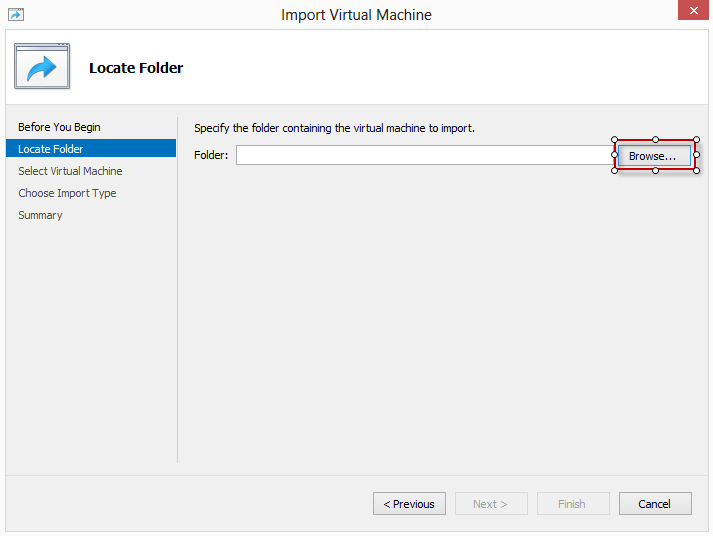 Import Virtual Machine
Locate Folder
Before You Begin
Locate Folder
Select Virtual Machine
Choose Import Type
Summary
Specify the folder containing the virtual machine to import.
Folder:
Browse...
< Previous
Next >
Finish
Cancel